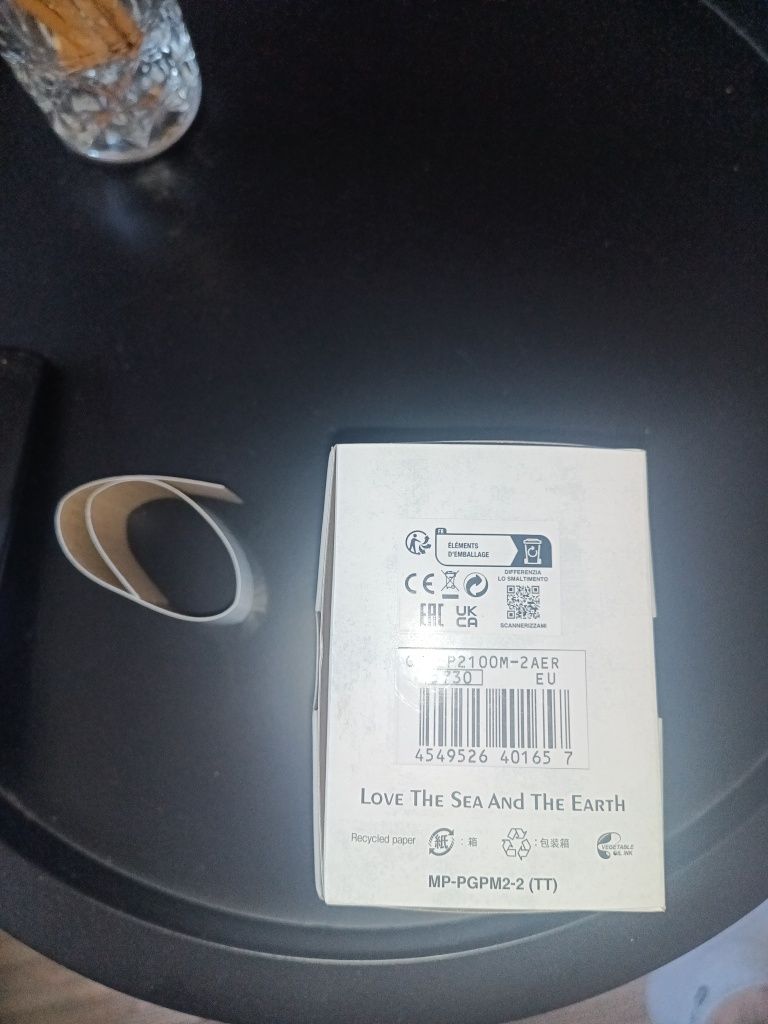 FR
ÉLÉMENTS
D'EMBALLAGE
DIFFERENZIA
LO SMALTIMENTO
CE
EAC
UK
CA
SCANNERIZZAMI
P2100M-2AER
EU
4549526 40165 7
LOVE THE SEA AND THE EARTH
Recycled paper 紙 : 箱 : 包装箱 VEGETABLE
OIL INK
MP-PGPM2-2 (TT)